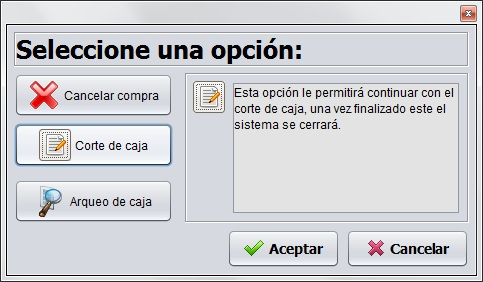 Seleccione una opción:
Cancelar compra
Corte de caja
Arqueo de caja
Esta opción le permitirá continuar con el
corte de caja, una vez finalizado este el
sistema se cerrará.
Aceptar
Cancelar